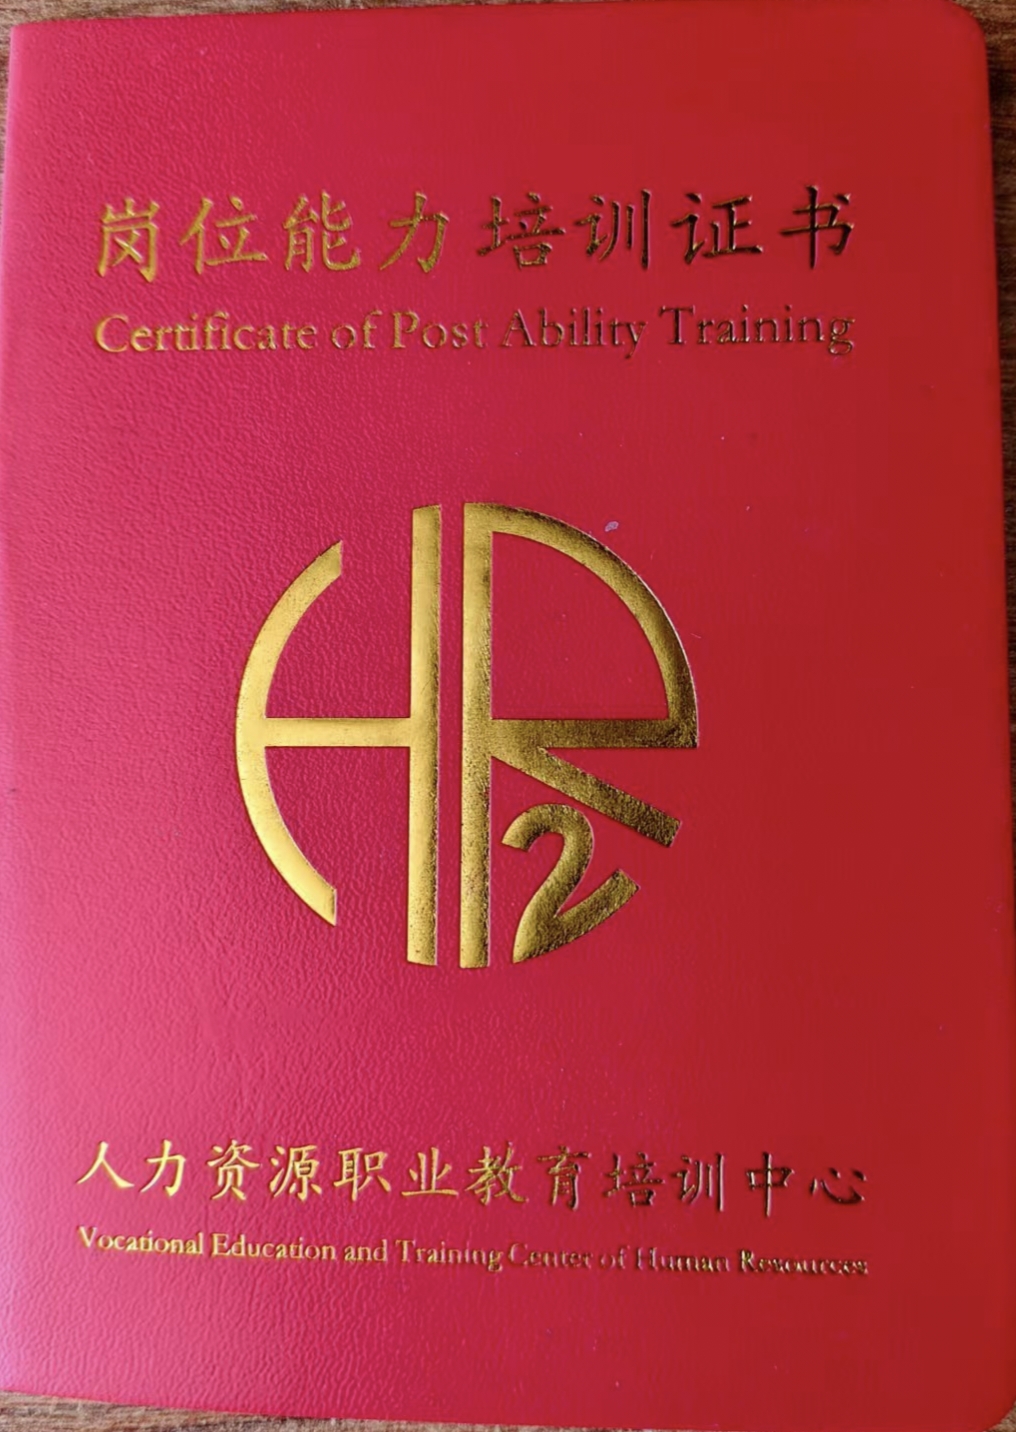 岗位能力培训证书
Certificate of Post Ability Training
HR2
人力资源职业教育培训中心
Vocational Education and Training Center of Human Resources